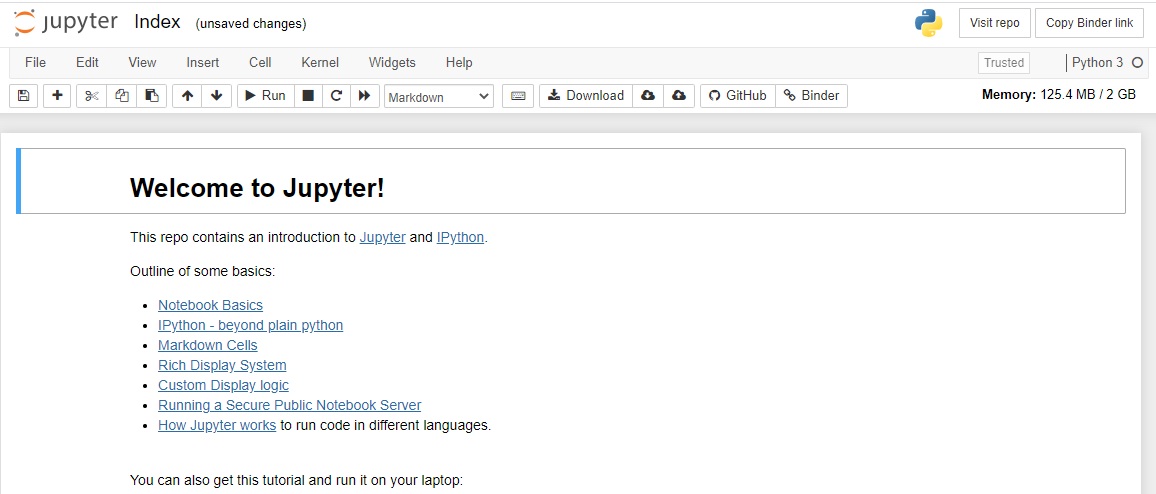 jupyter Index (unsaved changes) Visit repo Copy Binder link
File Edit View Insert Cell Kernel Widgets Help Trusted Python 3
Run Markdown Download GitHub Binder Memory: 125.4 MB / 2 GB
Welcome to Jupyter!
This repo contains an introduction to Jupyter and IPython.
Outline of some basics:
Notebook Basics
IPython - beyond plain python
Markdown Cells
Rich Display System
Custom Display logic
Running a Secure Public Notebook Server
How Jupyter works to run code in different languages.
You can also get this tutorial and run it on your laptop: